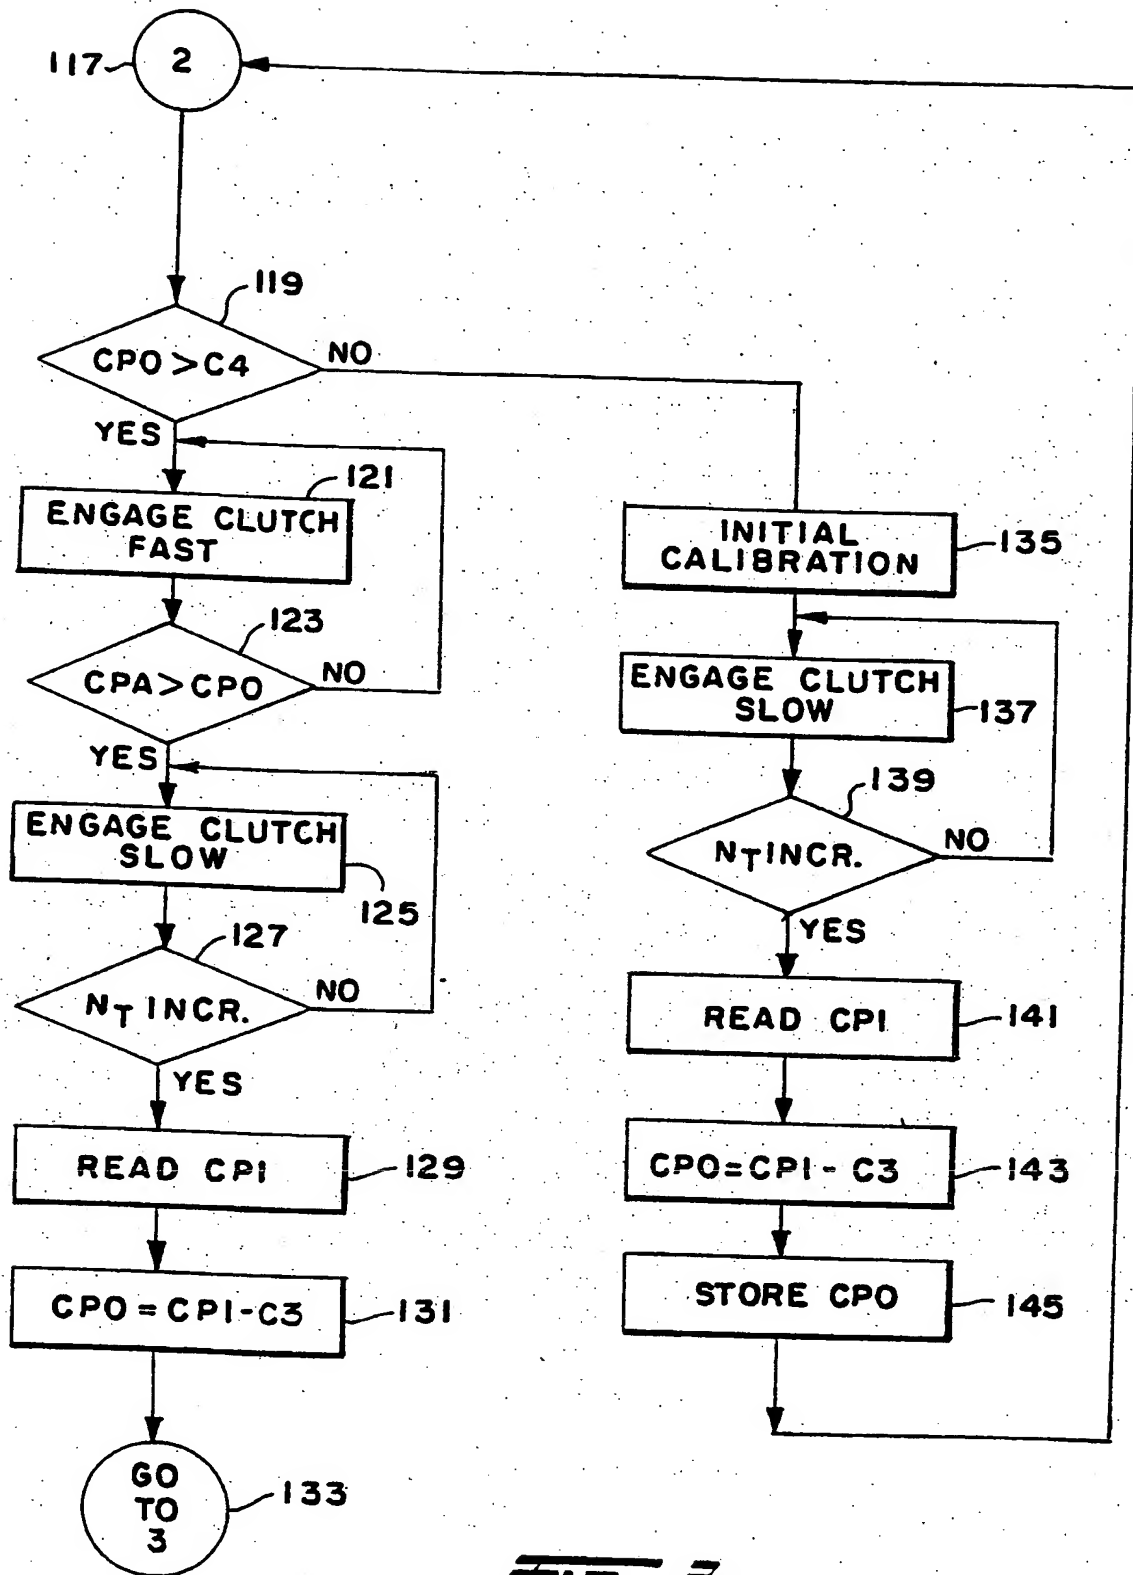 2
117
119
CPO > C4
NO
YES
121
ENGAGE CLUTCH
FAST
123
CPA > CPO
NO
YES
ENGAGE CLUTCH
SLOW
125
127
NT INCR.
NO
YES
READ CPI
129
CPO = CPI-C3
131
GO
TO
3
133
INITIAL
CALIBRATION
135
ENGAGE CLUTCH
SLOW
137
139
NT INCR.
NO
YES
READ CPI
141
CPO=CPI- C3
143
STORE CPO
145